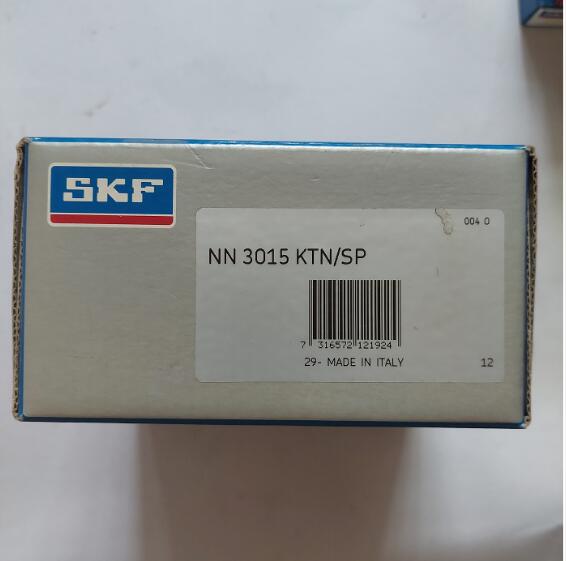 SKF
004 0
NN 3015 KTN/SP
7 316572 121924
29- MADE IN ITALY
12